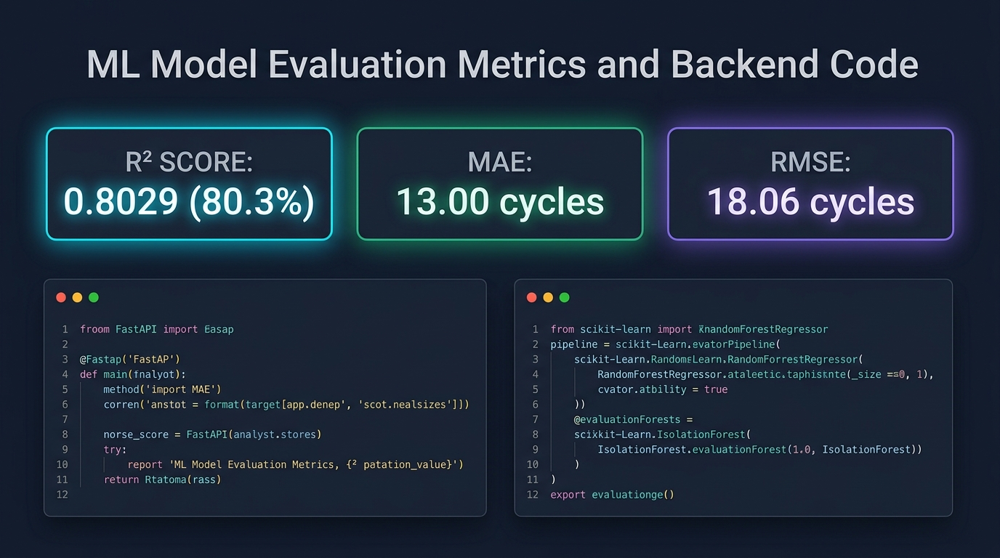 ML Model Evaluation Metrics and Backend Code
R² SCORE:
0.8029 (80.3%)
MAE:
13.00 cycles
RMSE:
18.06 cycles
1 froom FastAPI import Easap
2
3 @Fastap('FastAP')
4 def main(fnalyot):
5 method('import MAE')
6 corren('anstot = format(target[app.denep', 'scot.nealsizes']))
7
8 norse_score = FastAPI(analyst.stores)
9 try:
10 report 'ML Model Evaluation Metrics, {² patation_value}')
11 return Rtatoma(rass)
12
1 from scikit-learn import RnandomForestRegressor
2 pipeline = scikit-Learn.evatorPipeline(
3 scikit-Learn.RandomeLearn.RandomForrestRegressor(
4 RandomForestRegressor.ataleetic.taphistnte(_size ==0, 1),
5 cvator.atbility = true
6 ))
7 @evaluationForests =
8 scikit-Learn.IsolationForest(
9 IsolationForest.evaluationForest(1.0, IsolationForest))
10 )
11 )
12 export evaluationge()